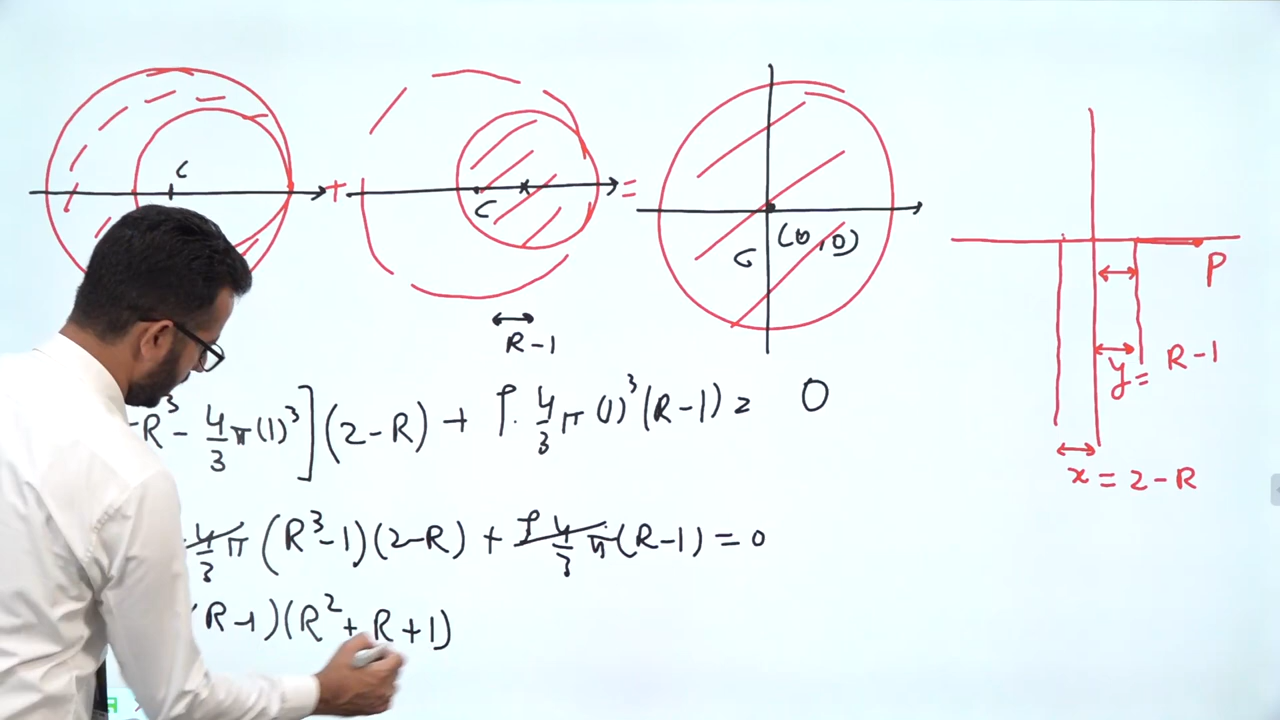 C
+
C
=
G (0,0)
R-1
R³ - 4/3 π(1)³](2-R) + ρ. 4/3 π(1)³(R-1) = 0
4/3 π (R³-1)(2-R) + ρ 4/3 π (R-1) = 0
(R-1)(R²+R+1)
P
y = R-1
x = 2-R